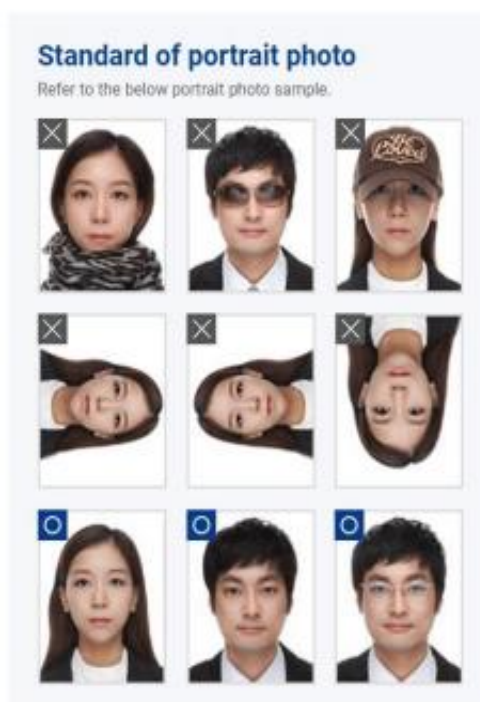 Standard of portrait photo
Refer to the below portrait photo sample.